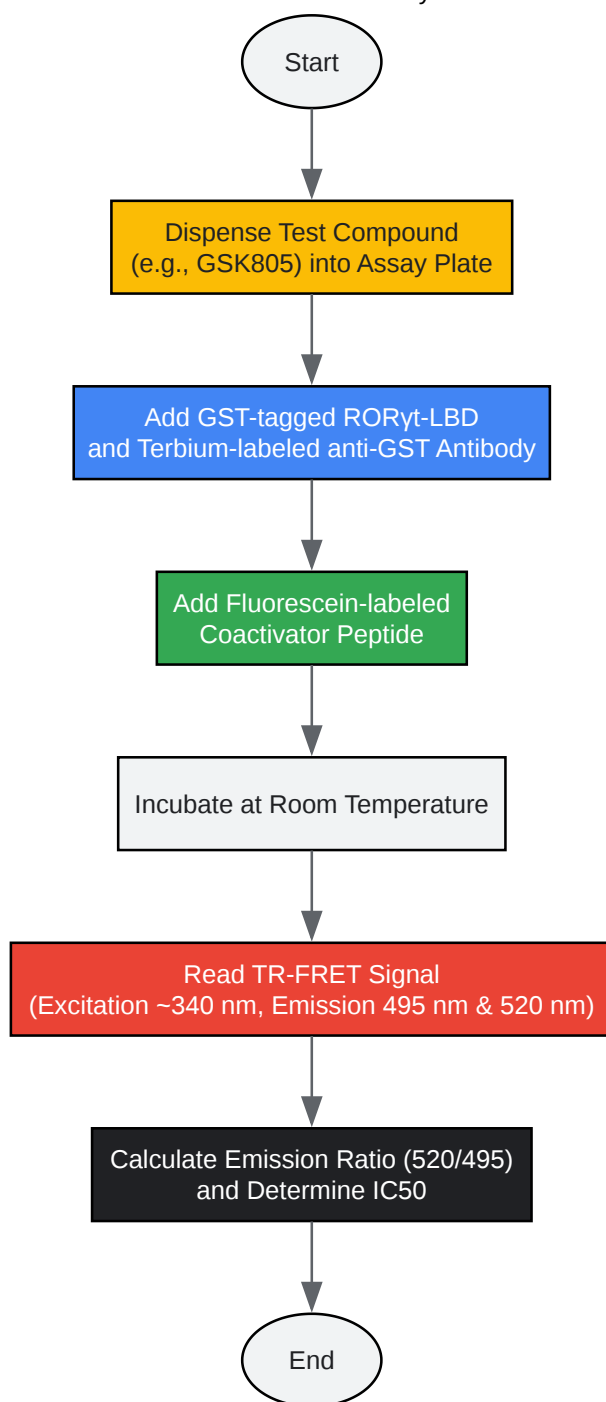 Start
Dispense Test Compound
(e.g., GSK805) into Assay Plate
Add GST-tagged RORγt-LBD
and Terbium-labeled anti-GST Antibody
Add Fluorescein-labeled
Coactivator Peptide
Incubate at Room Temperature
Read TR-FRET Signal
(Excitation ~340 nm, Emission 495 nm & 520 nm)
Calculate Emission Ratio (520/495)
and Determine IC50
End